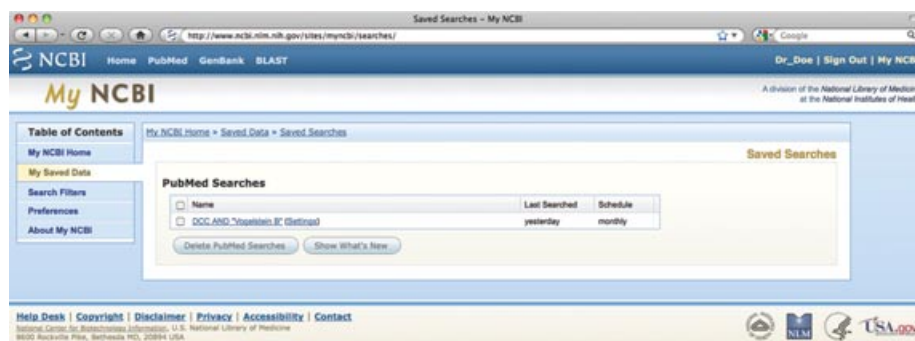 Saved Searches – My NCBI
http://www.ncbi.nlm.nih.gov/sites/myncbi/searches/
Google
NCBI Home PubMed GenBank BLAST Dr_Doe | Sign Out | My NCB
My NCBI
A division of the National Library of Medicin
at the National Institutes of Heal
Table of Contents
My NCBI Home
My Saved Data
Search Filters
Preferences
About My NCBI
My NCBI Home » Saved Data » Saved Searches
Saved Searches
PubMed Searches
Name Last Searched Schedule
DCC AND "Vogelstein B" (Settings) yesterday monthly
Delete PubMed Searches Show What's New
Help Desk | Copyright | Disclaimer | Privacy | Accessibility | Contact
National Center for Biotechnology Information, U.S. National Library of Medicine
8600 Rockville Pike, Bethesda MD, 20894 USA
NLM
USA.gov